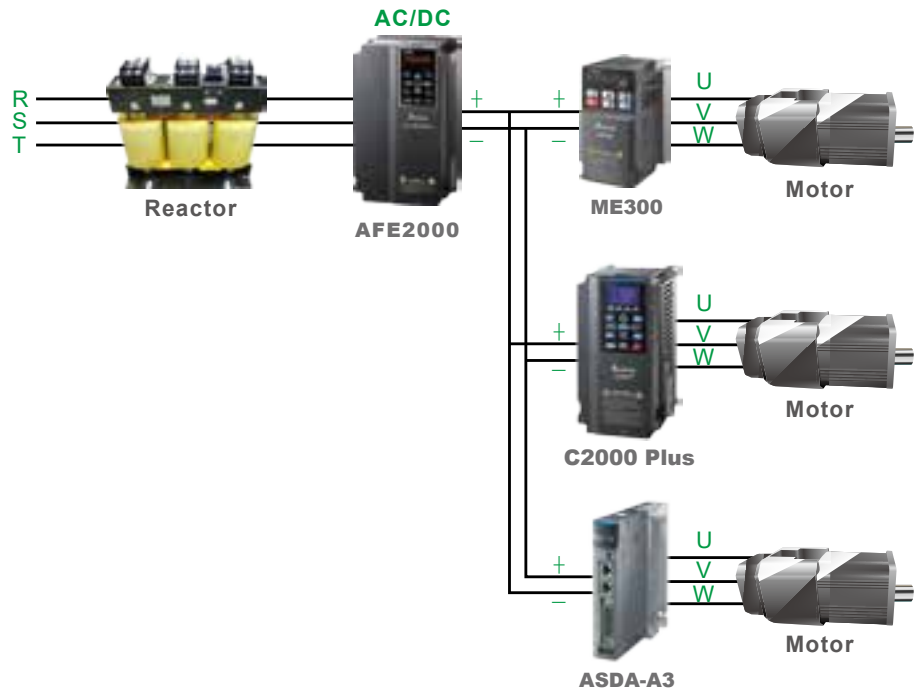 AC/DC
R
S
T
+
−
+
−
U
V
W
Reactor
AFE2000
ME300
Motor
+
−
U
V
W
C2000 Plus
Motor
+
−
U
V
W
ASDA-A3
Motor